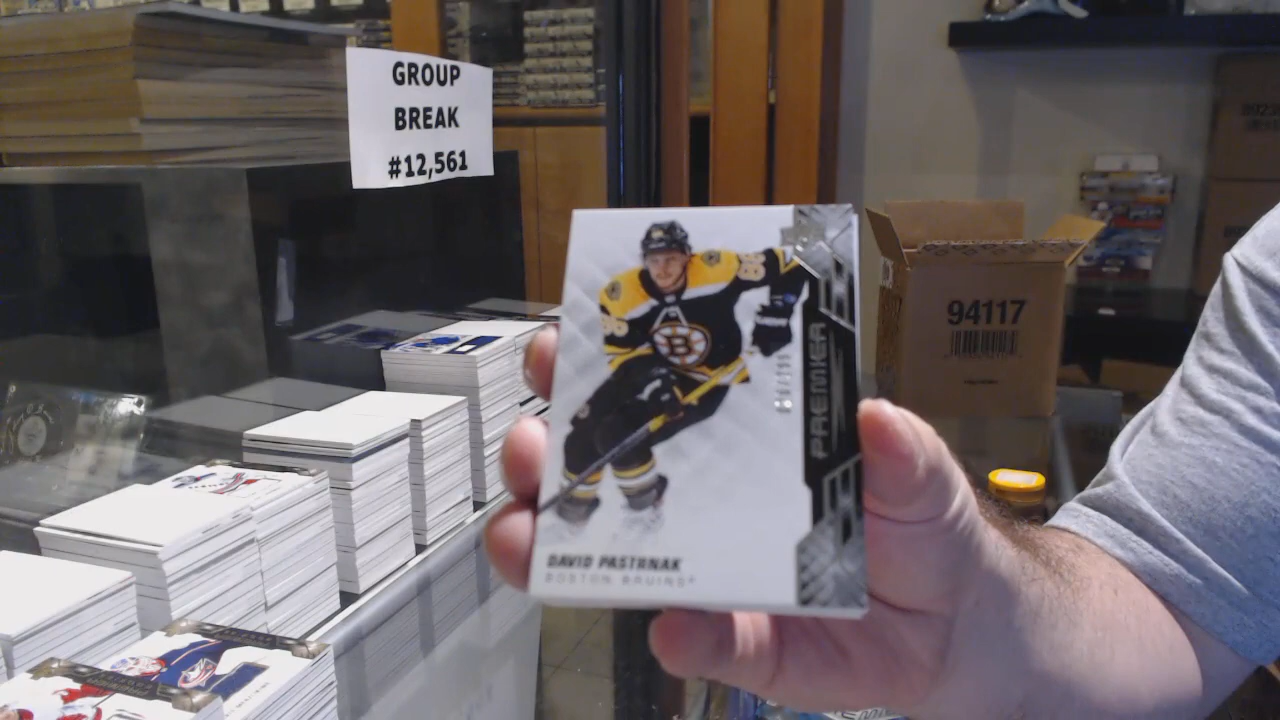 GROUP
BREAK
#12,561
94117
PREMIER
DAVID PASTRNAK
BOSTON BRUINS
B